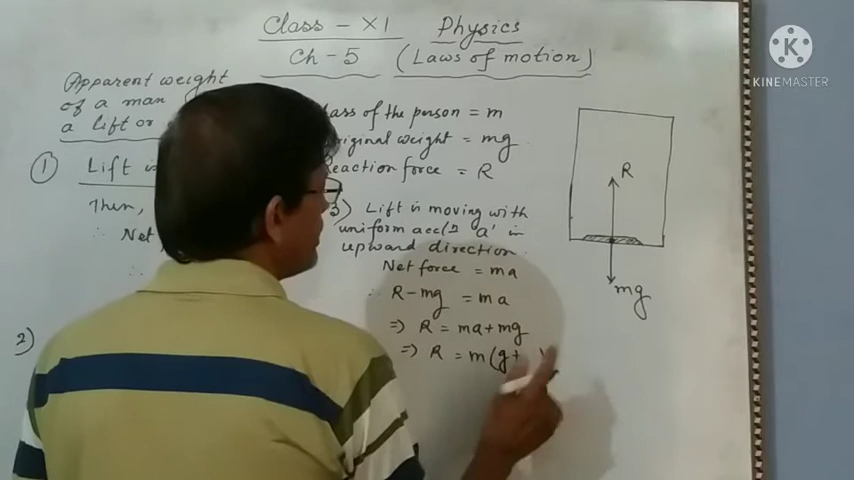 Class - XI Physics
Ch-5 (Laws of motion)
Apparent weight
of a man
a lift or
of the person = m
original weight = mg
Reaction force = R
① Lift is
Then,
∴ Net
∴
2)
3) Lift is moving with
uniform accⁿ 'a' in
upward direction.
Net force = ma
∴ R - mg = ma
⇒ R = ma + mg
⇒ R = m(g+
R
mg
KINEMASTER